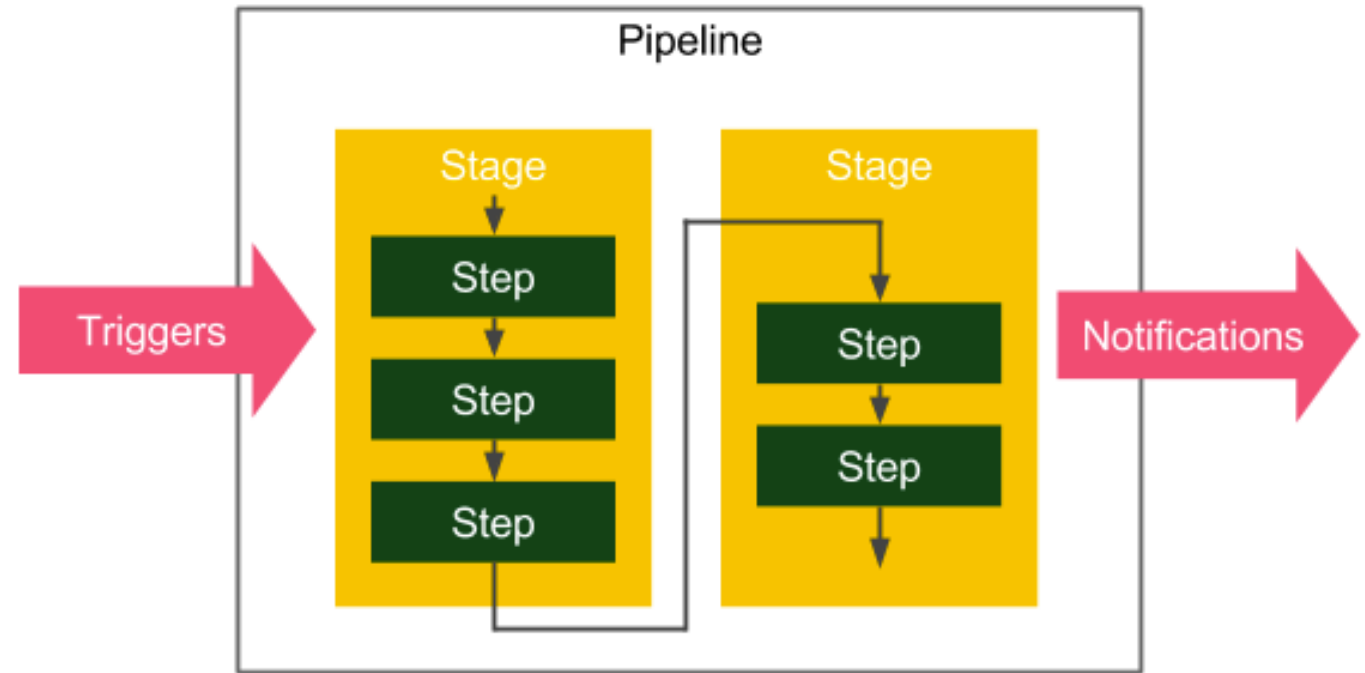 Pipeline
Stage
Stage
Triggers
Step
Step
Step
Step
Step
Notifications